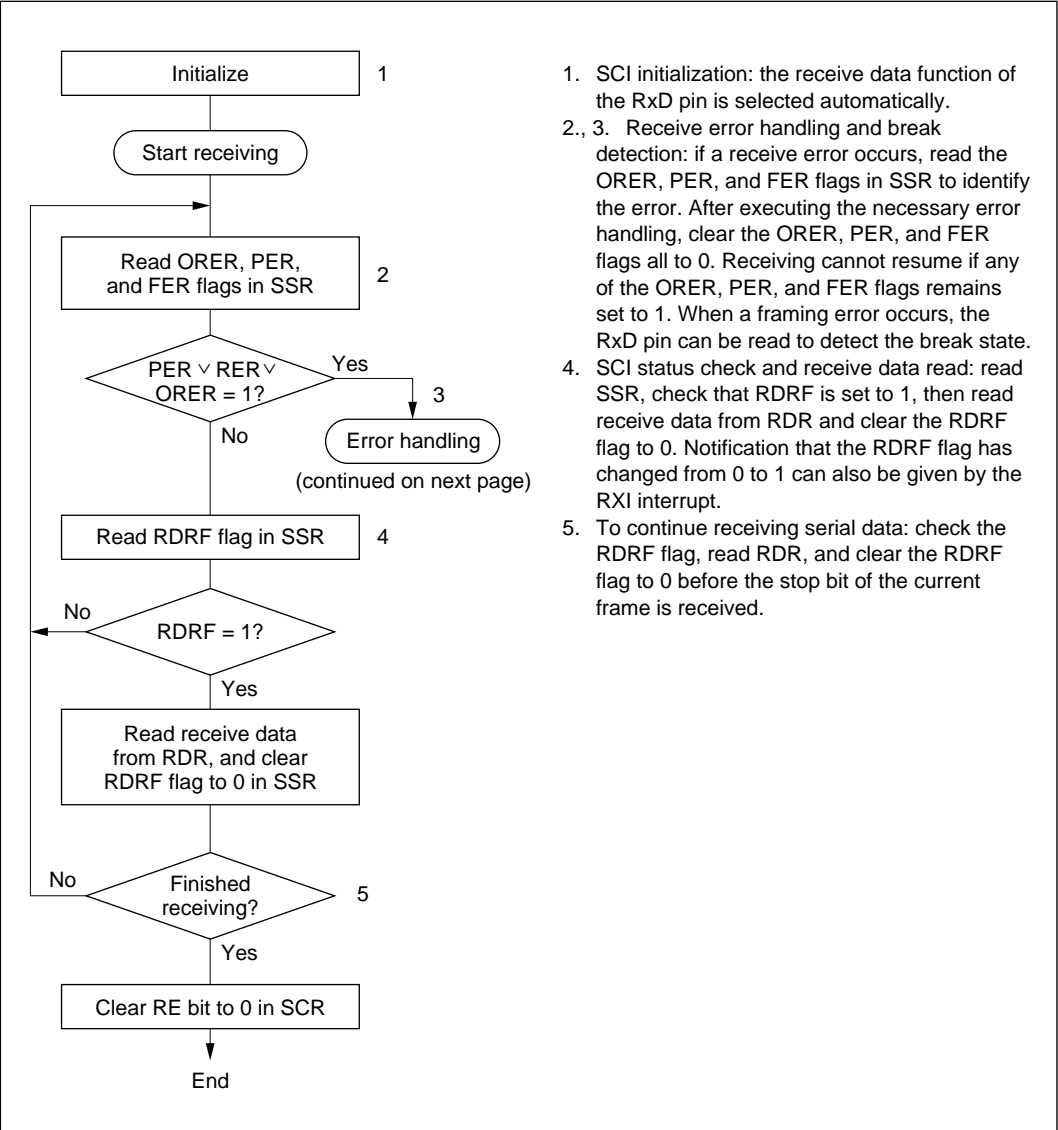 Initialize
1
Start receiving
Read ORER, PER,
and FER flags in SSR
2
PER ∨ RER ∨
ORER = 1?
Yes
3
No
Error handling
(continued on next page)
Read RDRF flag in SSR
4
No
RDRF = 1?
Yes
Read receive data
from RDR, and clear
RDRF flag to 0 in SSR
No
Finished
receiving?
5
Yes
Clear RE bit to 0 in SCR
End
1. SCI initialization: the receive data function of
the RxD pin is selected automatically.
2., 3. Receive error handling and break
detection: if a receive error occurs, read the
ORER, PER, and FER flags in SSR to identify
the error. After executing the necessary error
handling, clear the ORER, PER, and FER
flags all to 0. Receiving cannot resume if any
of the ORER, PER, and FER flags remains
set to 1. When a framing error occurs, the
RxD pin can be read to detect the break state.
4. SCI status check and receive data read: read
SSR, check that RDRF is set to 1, then read
receive data from RDR and clear the RDRF
flag to 0. Notification that the RDRF flag has
changed from 0 to 1 can also be given by the
RXI interrupt.
5. To continue receiving serial data: check the
RDRF flag, read RDR, and clear the RDRF
flag to 0 before the stop bit of the current
frame is received.